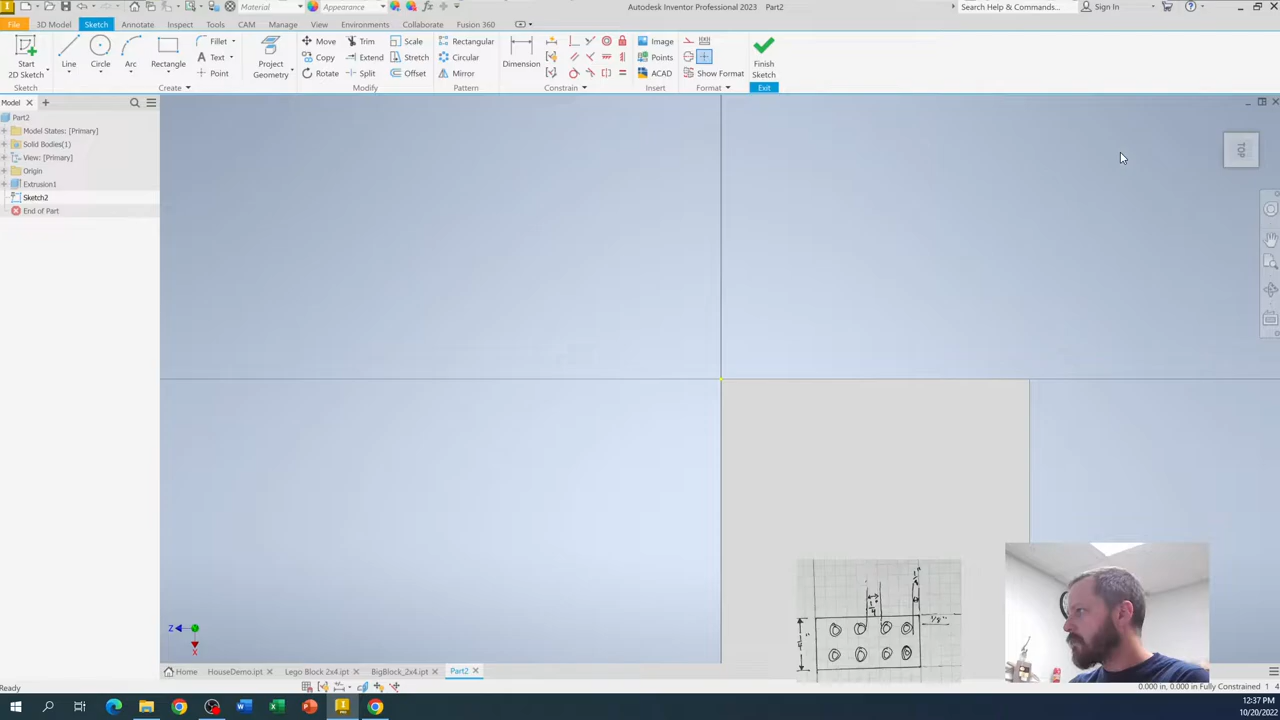 Material
Appearance
Autodesk Inventor Professional 2023 Part2
Search Help & Commands...
Sign In
File 3D Model Sketch Annotate Inspect Tools CAM Manage View Environments Collaborate Fusion 360
Start 2D Sketch
Line
Circle
Arc
Rectangle
Fillet
Text
Point
Project Geometry
Move
Copy
Rotate
Trim
Extend
Split
Scale
Stretch
Offset
Rectangular
Circular
Mirror
Dimension
Image
Points
ACAD
Show Format
Finish Sketch
Sketch Create Modify Pattern Constrain Insert Format Exit
Model
Part2
Model States: [Primary]
Solid Bodies(1)
View: [Primary]
Origin
Extrusion1
Sketch2
End of Part
TOP
Z
X
Home HouseDemo.ipt Lego Block 2x4.ipt BigBlock_2x4.ipt Part2
Ready
0.000 in, 0.000 in Fully Constrained 1 4
12:37 PM
10/20/2022